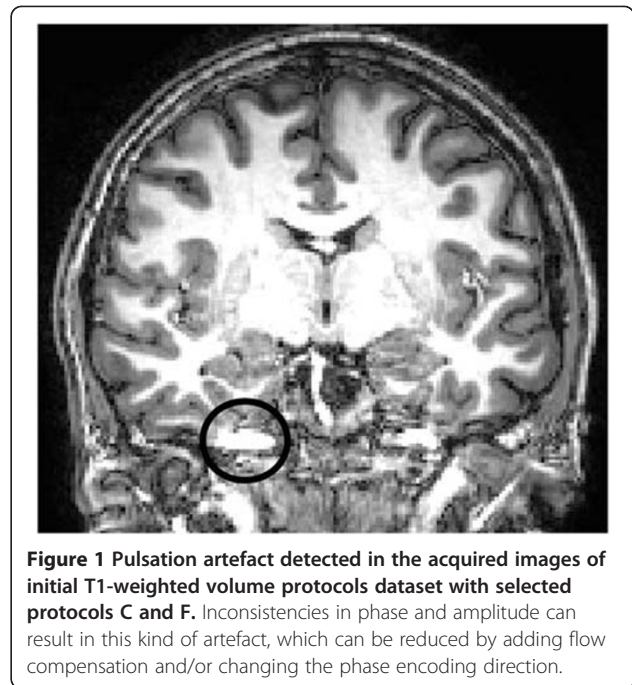 Figure 1 Pulsation artefact detected in the acquired images of
initial T1-weighted volume protocols dataset with selected
protocols C and F. Inconsistencies in phase and amplitude can
result in this kind of artefact, which can be reduced by adding flow
compensation and/or changing the phase encoding direction.